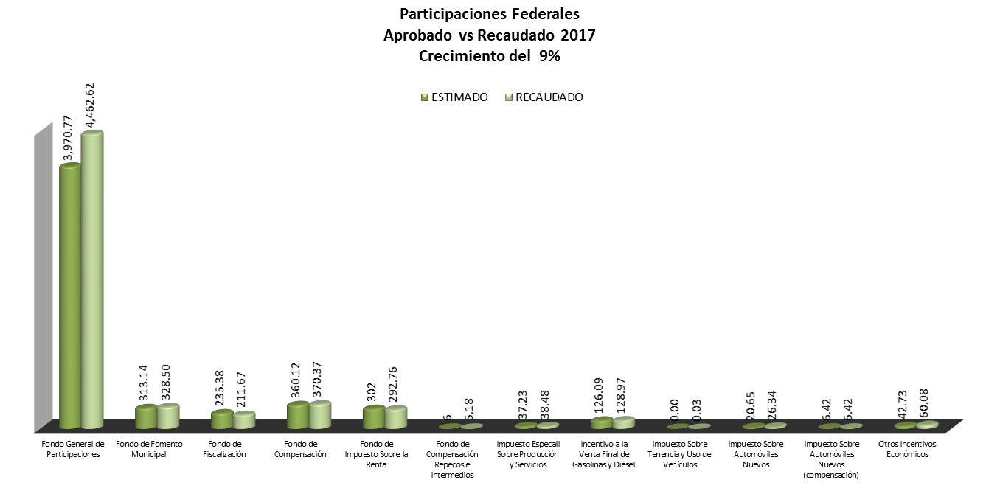 Participaciones Federales
Aprobado vs Recaudado 2017
Crecimiento del 9%
ESTIMADO
RECAUDADO
3,970.77
4,462.62
313.14
328.50
235.38
211.67
360.12
370.37
302
292.76
6
5.18
37.23
38.48
126.09
128.97
0.00
0.03
20.65
26.34
6.42
6.42
42.73
60.08
Fondo General de
Participaciones
Fondo de Fomento
Municipal
Fondo de
Fiscalización
Fondo de
Compensación
Fondo de
Impuesto Sobre la
Renta
Fondo de
Compensación
Repecos e
Intermedios
Impuesto Especail
Sobre Producción
y Servicios
Incentivo a la
Venta Final de
Gasolinas y Diesel
Impuesto Sobre
Tenencia y Uso de
Vehículos
Impuesto Sobre
Automóviles
Nuevos
Impuesto Sobre
Automóviles
Nuevos
(compensación)
Otros Incentivos
Económicos